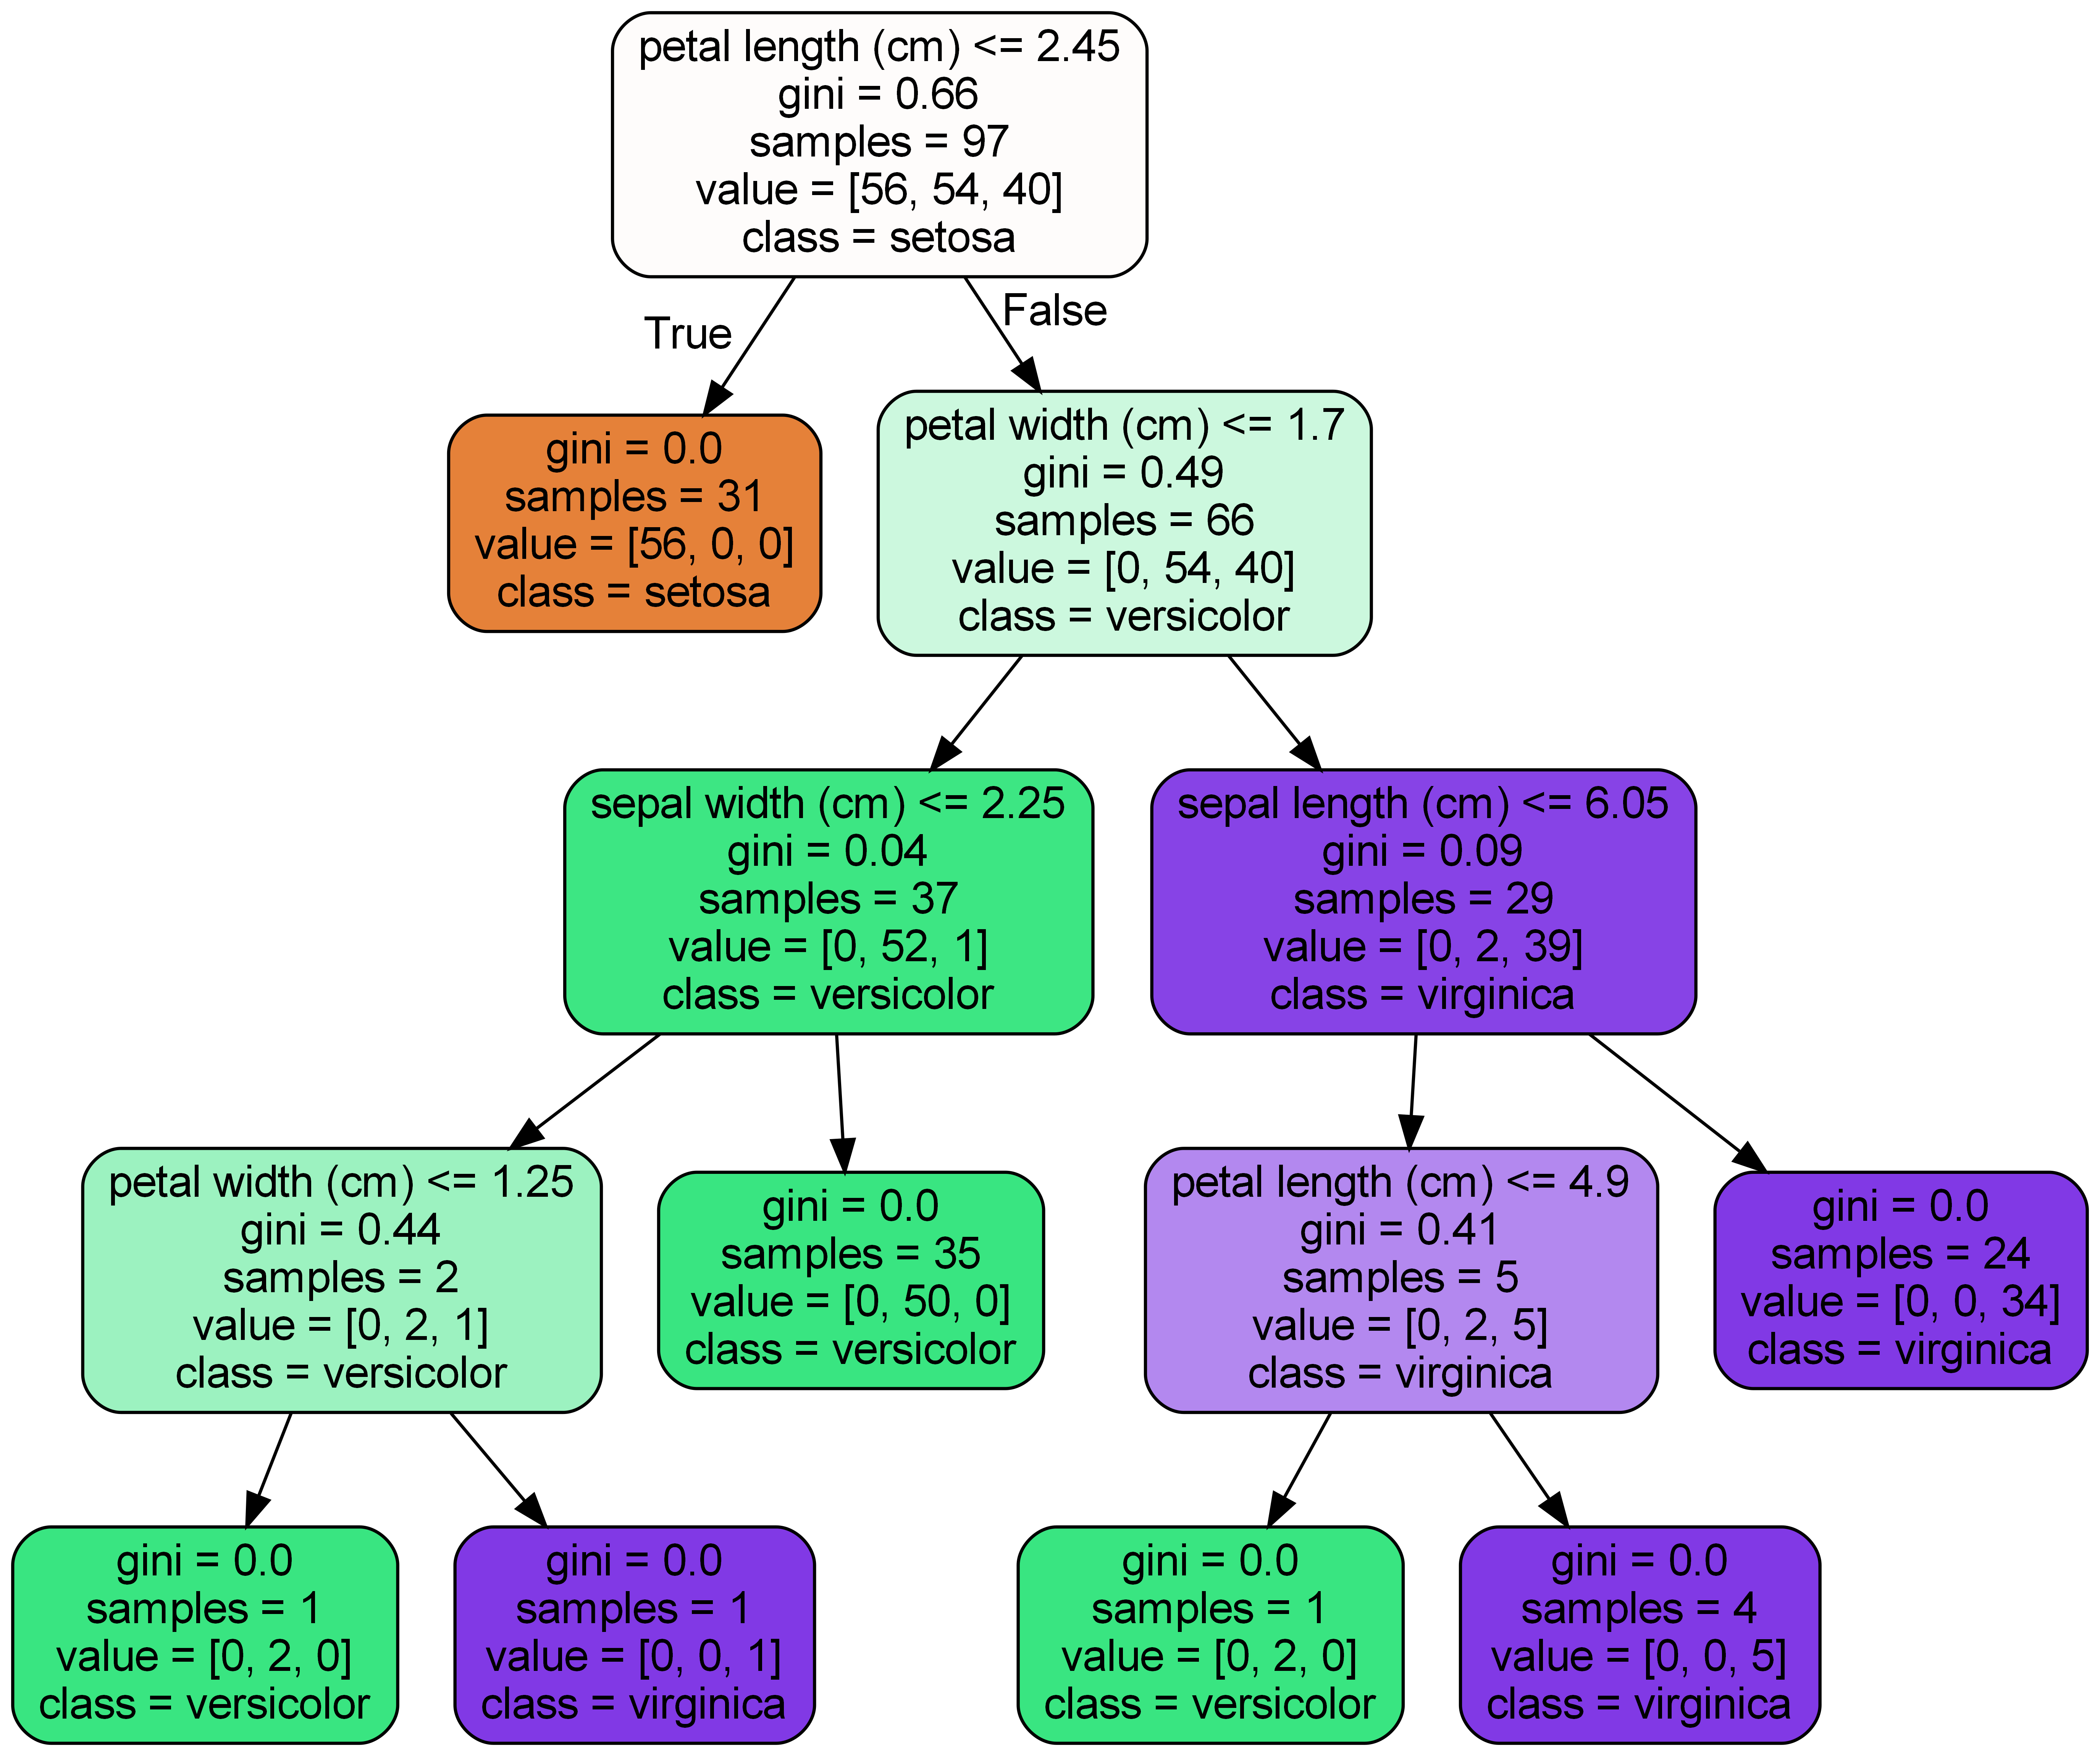 petal length (cm) <= 2.45
gini = 0.66
samples = 97
value = [56, 54, 40]
class = setosa
True
False
gini = 0.0
samples = 31
value = [56, 0, 0]
class = setosa
petal width (cm) <= 1.7
gini = 0.49
samples = 66
value = [0, 54, 40]
class = versicolor
sepal width (cm) <= 2.25
gini = 0.04
samples = 37
value = [0, 52, 1]
class = versicolor
sepal length (cm) <= 6.05
gini = 0.09
samples = 29
value = [0, 2, 39]
class = virginica
petal width (cm) <= 1.25
gini = 0.44
samples = 2
value = [0, 2, 1]
class = versicolor
gini = 0.0
samples = 35
value = [0, 50, 0]
class = versicolor
petal length (cm) <= 4.9
gini = 0.41
samples = 5
value = [0, 2, 5]
class = virginica
gini = 0.0
samples = 24
value = [0, 0, 34]
class = virginica
gini = 0.0
samples = 1
value = [0, 2, 0]
class = versicolor
gini = 0.0
samples = 1
value = [0, 0, 1]
class = virginica
gini = 0.0
samples = 1
value = [0, 2, 0]
class = versicolor
gini = 0.0
samples = 4
value = [0, 0, 5]
class = virginica